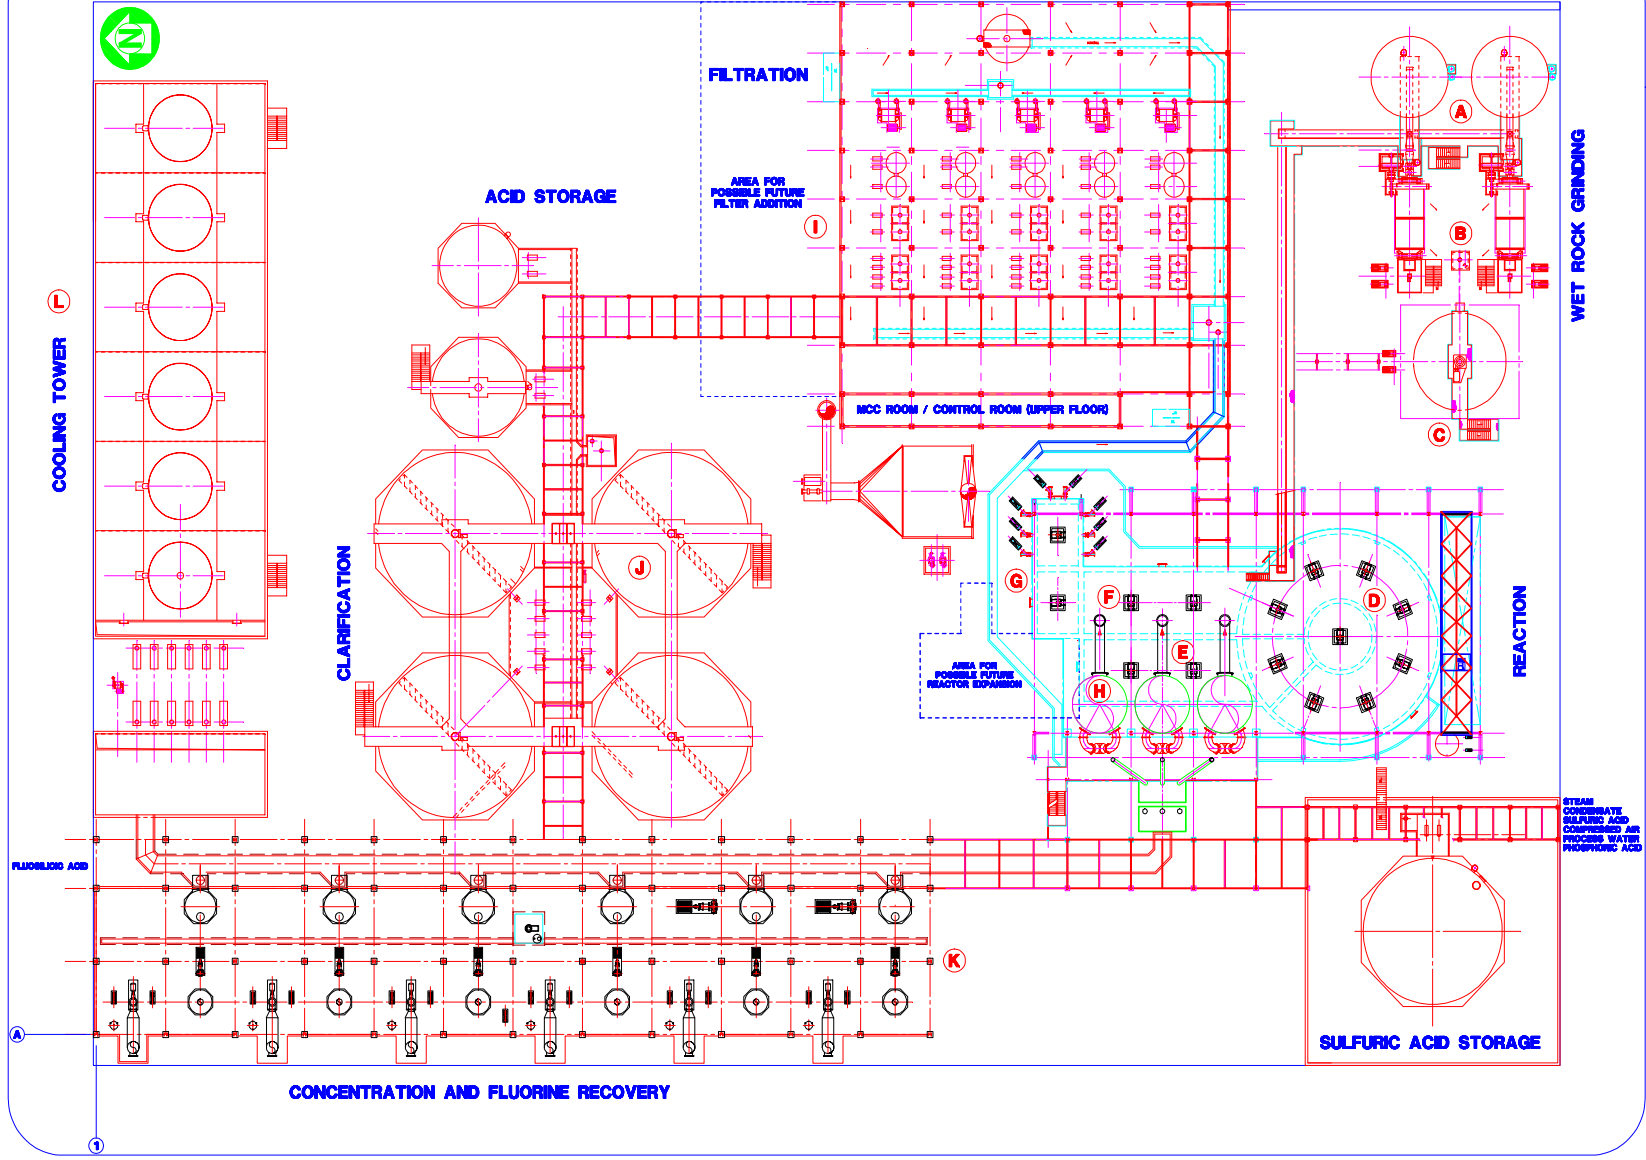 N
FILTRATION
A
ACID STORAGE
AREA FOR
POSSIBLE FUTURE
FILTER ADDITION
I
B
WET ROCK GRINDING
L
COOLING TOWER
MCC ROOM / CONTROL ROOM (UPPER FLOOR)
C
CLARIFICATION
J
G
F
D
E
H
AREA FOR
POSSIBLE FUTURE
REACTOR EXPANSION
REACTION
STEAM
CONDENSATE
SULFURIC ACID
COMPRESSED AIR
PROCESS WATER
PHOSPHORIC ACID
FLUOSILICIC ACID
K
A
SULFURIC ACID STORAGE
CONCENTRATION AND FLUORINE RECOVERY
1